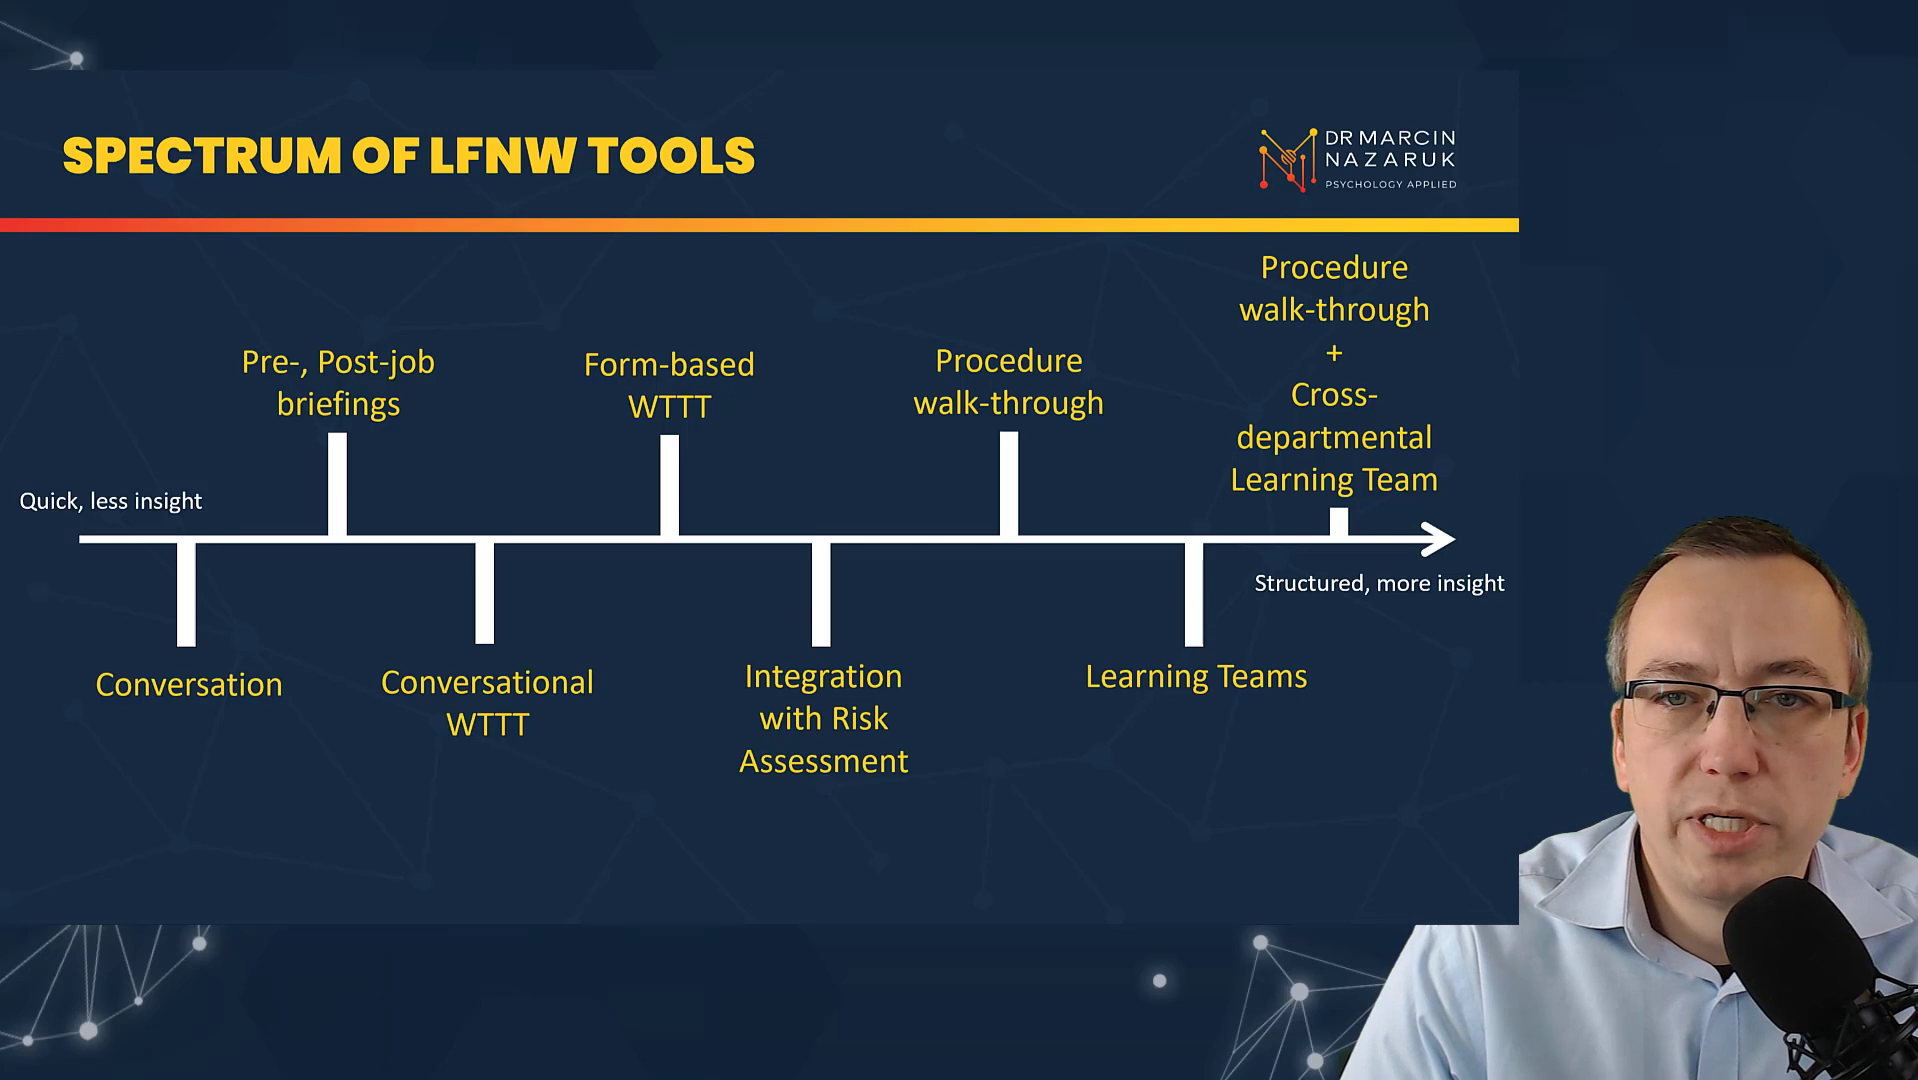 SPECTRUM OF LFNW TOOLS
DR MARCIN
NAZARUK
PSYCHOLOGY APPLIED
Procedure
walk-through
+
Cross-
departmental
Learning Team
Pre-, Post-job
briefings
Form-based
WTTT
Procedure
walk-through
Quick, less insight
Structured, more insight
Conversation
Conversational
WTTT
Integration
with Risk
Assessment
Learning Teams